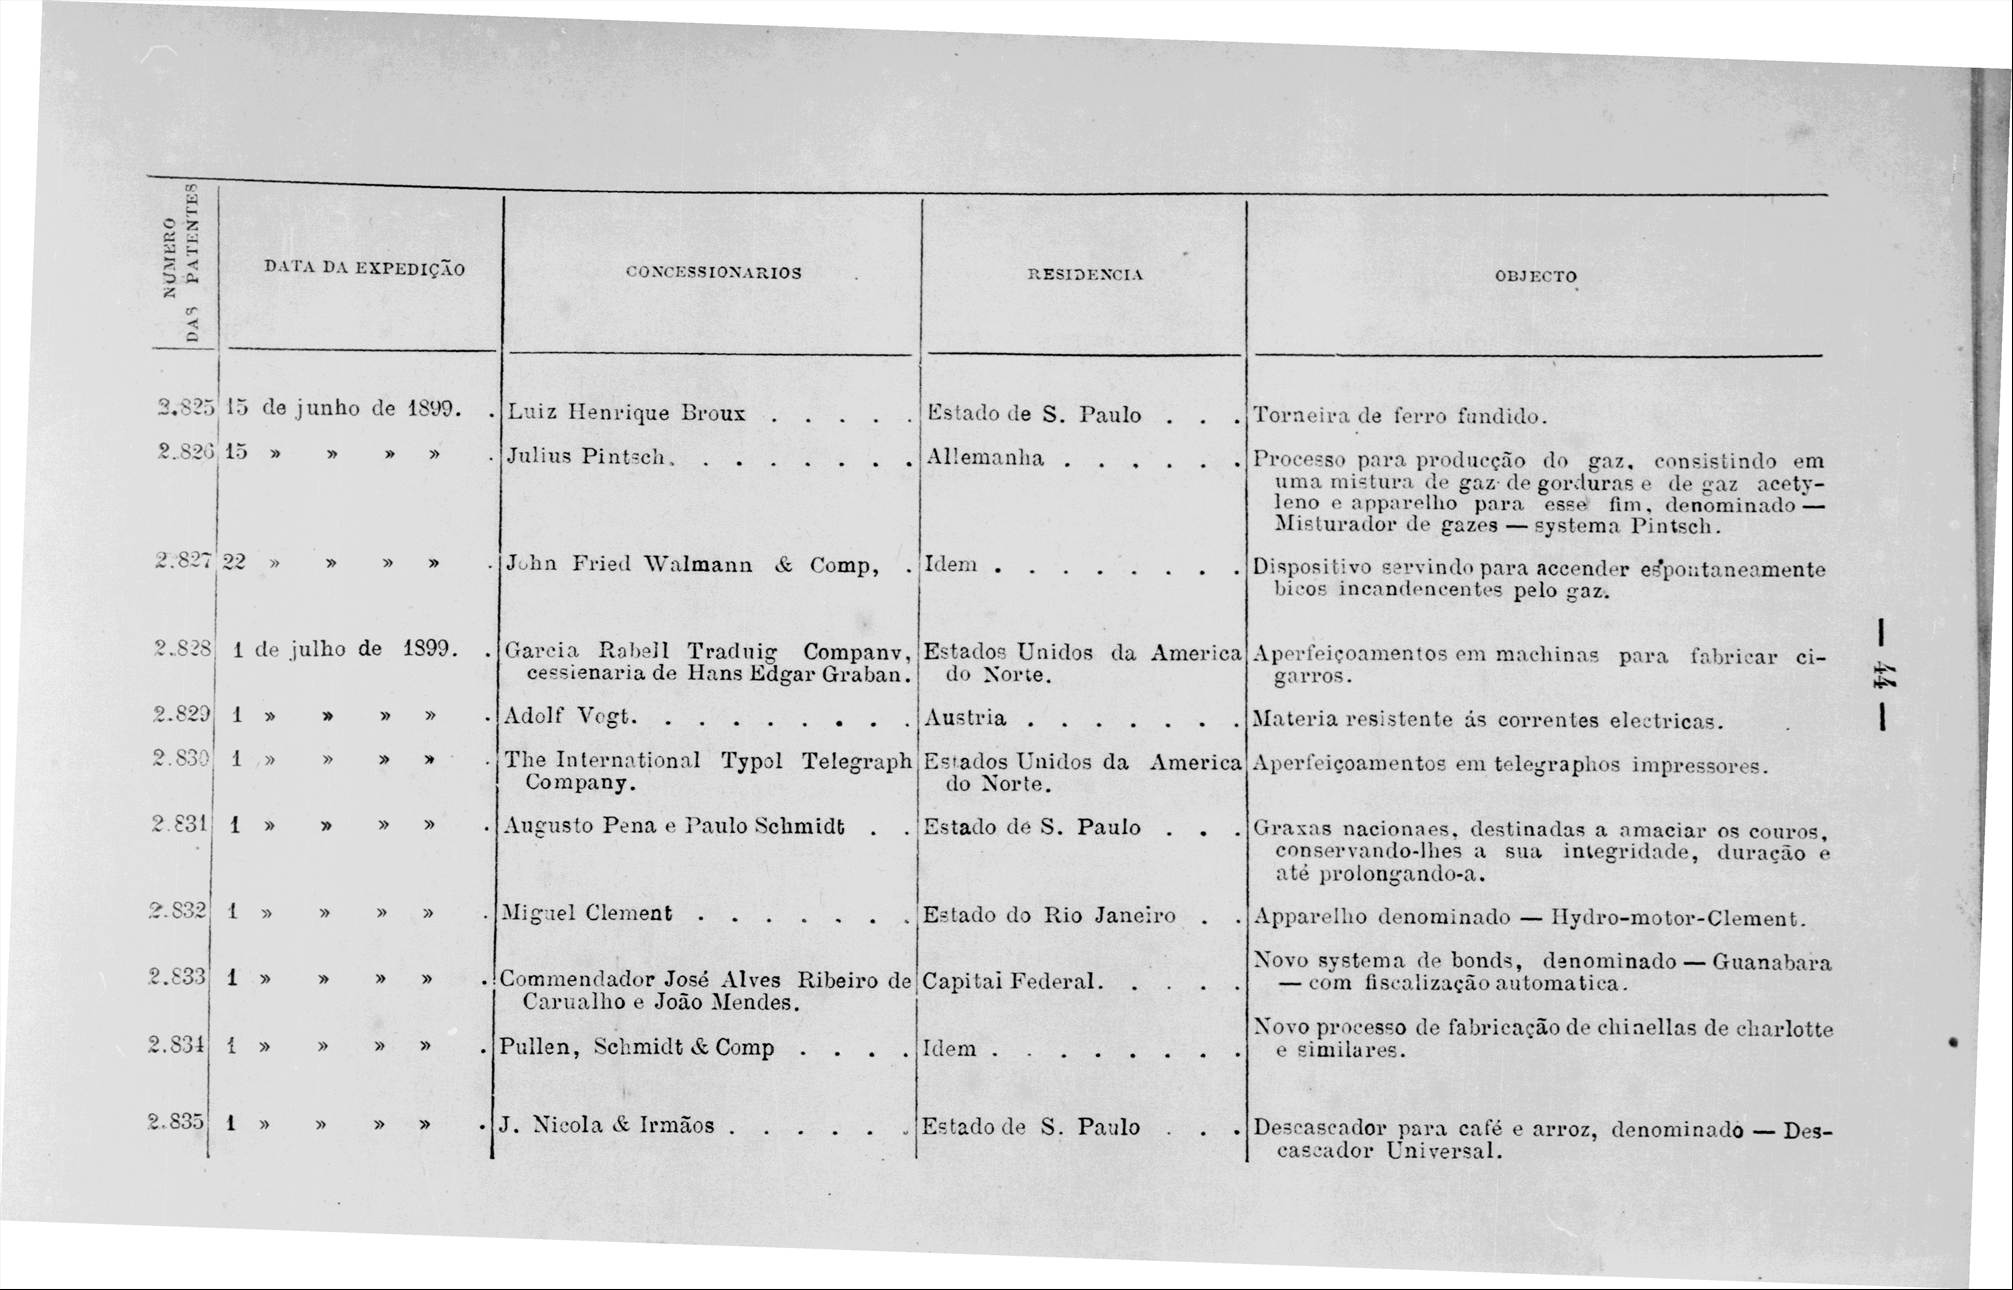 NUMERO
DAS PATENTES
DATA DA EXPEDIÇÃO
CONCESSIONARIOS
RESIDENCIA
OBJECTO
2.825 15 de junho de 1899. . Luiz Henrique Broux . . . . . Estado de S. Paulo . . . Torneira de ferro fundido.
2.826 15 » » » » . Julius Pintsch. . . . . . . . Allemanha . . . . . . Processo para producção do gaz, consistindo em
uma mistura de gaz de gorduras e de gaz acety-
leno e apparelho para esse fim, denominado —
Misturador de gazes — systema Pintsch.
2.827 22 » » » » . John Fried Walmann & Comp, . Idem . . . . . . . . Dispositivo servindo para accender espontaneamente
bicos incandencentes pelo gaz.
2.828 1 de julho de 1899. . Garcia Rabell Traduig Companv, Estados Unidos da America Aperfeiçoamentos em machinas para fabricar ci-
cessienaria de Hans Edgar Graban. do Norte. garros.
2.829 1 » » » » . Adolf Vogt. . . . . . . . . Austria . . . . . . . Materia resistente ás correntes electricas.
2.830 1 » » » » . The International Typol Telegraph Estados Unidos da America Aperfeiçoamentos em telegraphos impressores.
Company. do Norte.
2.831 1 » » » » . Augusto Pena e Paulo Schmidt . . Estado de S. Paulo . . . Graxas nacionaes, destinadas a amaciar os couros,
conservando-lhes a sua integridade, duração e
até prolongando-a.
2.832 1 » » » » . Miguel Clement . . . . . . . Estado do Rio Janeiro . . Apparelho denominado — Hydro-motor-Clement.
Novo systema de bonds, denominado — Guanabara
2.833 1 » » » » . Commendador José Alves Ribeiro de Capital Federal. . . . . — com fiscalização automatica.
Carualho e João Mendes.
Novo processo de fabricação de chinellas de charlotte
2.834 1 » » » » . Pullen, Schmidt & Comp . . . . Idem . . . . . . . . e similares.
2.835 1 » » » » . J. Nicola & Irmãos . . . . . . Estado de S. Paulo . . . Descascador para café e arroz, denominado — Des-
cascador Universal.
— 44 —